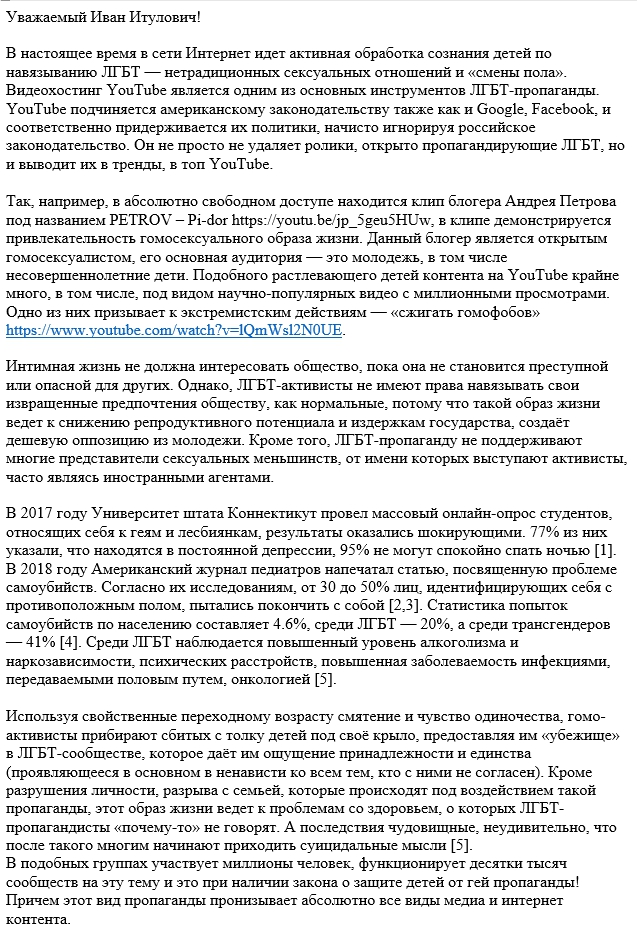 Уважаемый Иван Итулович!
В настоящее время в сети Интернет идет активная обработка сознания детей по
навязыванию ЛГБТ — нетрадиционных сексуальных отношений и «смены пола».
Видеохостинг YouTube является одним из основных инструментов ЛГБТ-пропаганды.
YouTube подчиняется американскому законодательству также как и Google, Facebook, и
соответственно придерживается их политики, начисто игнорируя российское
законодательство. Он не просто не удаляет ролики, открыто пропагандирующие ЛГБТ, но
и выводит их в тренды, в топ YouTube.
Так, например, в абсолютно свободном доступе находится клип блогера Андрея Петрова
под названием PETROV – Pi-dor https://youtu.be/jp_5geu5HUw, в клипе демонстрируется
привлекательность гомосексуального образа жизни. Данный блогер является открытым
гомосексуалистом, его основная аудитория — это молодежь, в том числе
несовершеннолетние дети. Подобного растлевающего детей контента на YouTube крайне
много, в том числе, под видом научно-популярных видео с миллионными просмотрами.
Одно из них призывает к экстремистским действиям — «сжигать гомофобов»
https://www.youtube.com/watch?v=lQmWsl2N0UE.
Интимная жизнь не должна интересовать общество, пока она не становится преступной
или опасной для других. Однако, ЛГБТ-активисты не имеют права навязывать свои
извращенные предпочтения обществу, как нормальные, потому что такой образ жизни
ведет к снижению репродуктивного потенциала и издержкам государства, создаёт
дешевую оппозицию из молодежи. Кроме того, ЛГБТ-пропаганду не поддерживают
многие представители сексуальных меньшинств, от имени которых выступают активисты,
часто являясь иностранными агентами.
В 2017 году Университет штата Коннектикут провел массовый онлайн-опрос студентов,
относящих себя к геям и лесбиянкам, результаты оказались шокирующими. 77% из них
указали, что находятся в постоянной депрессии, 95% не могут спокойно спать ночью [1].
В 2018 году Американский журнал педиатров напечатал статью, посвященную проблеме
самоубийств. Согласно их исследованиям, от 30 до 50% лиц, идентифицирующих себя с
противоположным полом, пытались покончить с собой [2,3]. Статистика попыток
самоубийств по населению составляет 4.6%, среди ЛГБТ — 20%, а среди трансгендеров
— 41% [4]. Среди ЛГБТ наблюдается повышенный уровень алкоголизма и
наркозависимости, психических расстройств, повышенная заболеваемость инфекциями,
передаваемыми половым путем, онкологией [5].
Используя свойственные переходному возрасту смятение и чувство одиночества, гомо-
активисты прибирают сбитых с толку детей под своё крыло, предоставляя им «убежище»
в ЛГБТ-сообществе, которое даёт им ощущение принадлежности и единства
(проявляющееся в основном в ненависти ко всем тем, кто с ними не согласен). Кроме
разрушения личности, разрыва с семьей, которые происходят под воздействием такой
пропаганды, этот образ жизни ведет к проблемам со здоровьем, о которых ЛГБТ-
пропагандисты «почему-то» не говорят. А последствия чудовищные, неудивительно, что
после такого многим начинают приходить суицидальные мысли [5].
В подобных группах участвует миллионы человек, функционирует десятки тысяч
сообществ на эту тему и это при наличии закона о защите детей от гей пропаганды!
Причем этот вид пропаганды пронизывает абсолютно все виды медиа и интернет
контента.